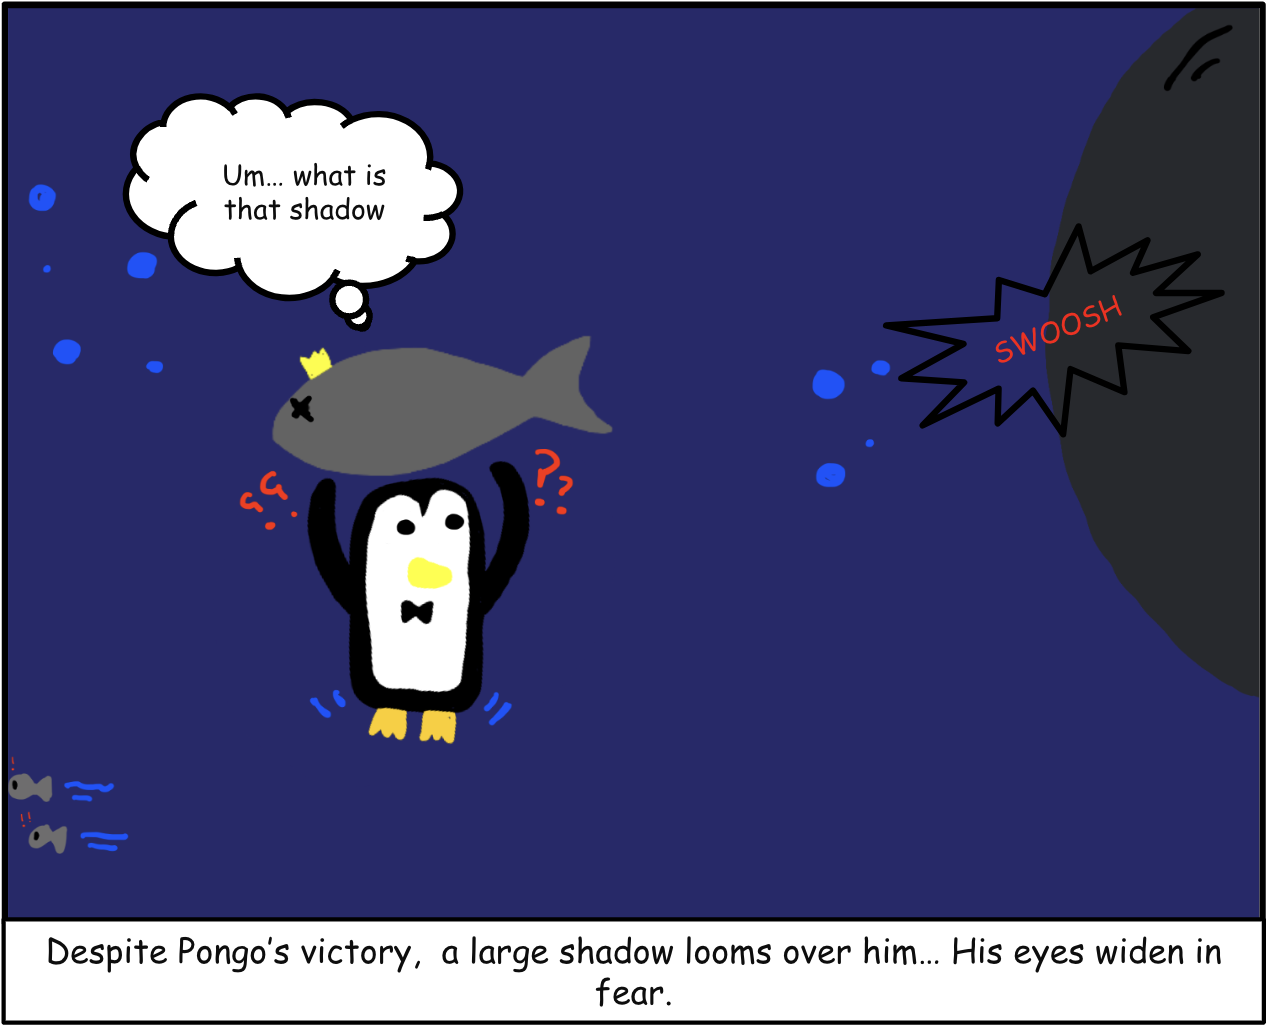 Um... what is
that shadow
SWOOSH
??
??
!
!!
Despite Pongo's victory,  a large shadow looms over him... His eyes widen in
fear.